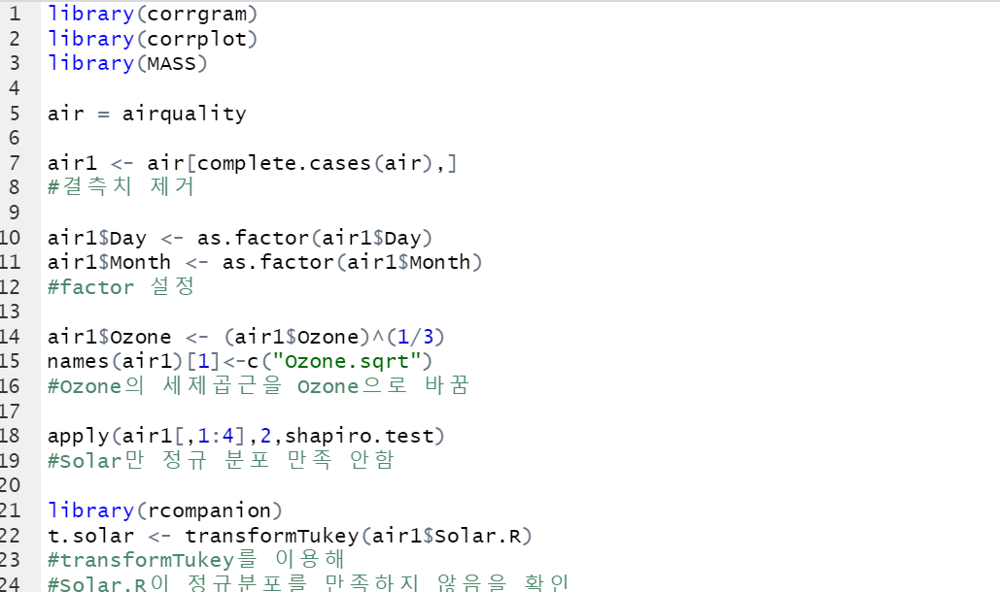 1 library(corrgram)
2 library(corrplot)
3 library(MASS)
4
5 air = airquality
6
7 air1 <- air[complete.cases(air),]
8 #결측치 제거
9
10 air1$Day <- as.factor(air1$Day)
11 air1$Month <- as.factor(air1$Month)
12 #factor 설정
13
14 air1$Ozone <- (air1$Ozone)^(1/3)
15 names(air1)[1]<-c("Ozone.sqrt")
16 #Ozone의 세제곱근을 Ozone으로 바꿈
17
18 apply(air1[,1:4],2,shapiro.test)
19 #Solar만 정규 분포 만족 안함
20
21 library(rcompanion)
22 t.solar <- transformTukey(air1$Solar.R)
23 #transformTukey를 이용해
24 #Solar.R이 정규분포를 만족하지 않음을 확인